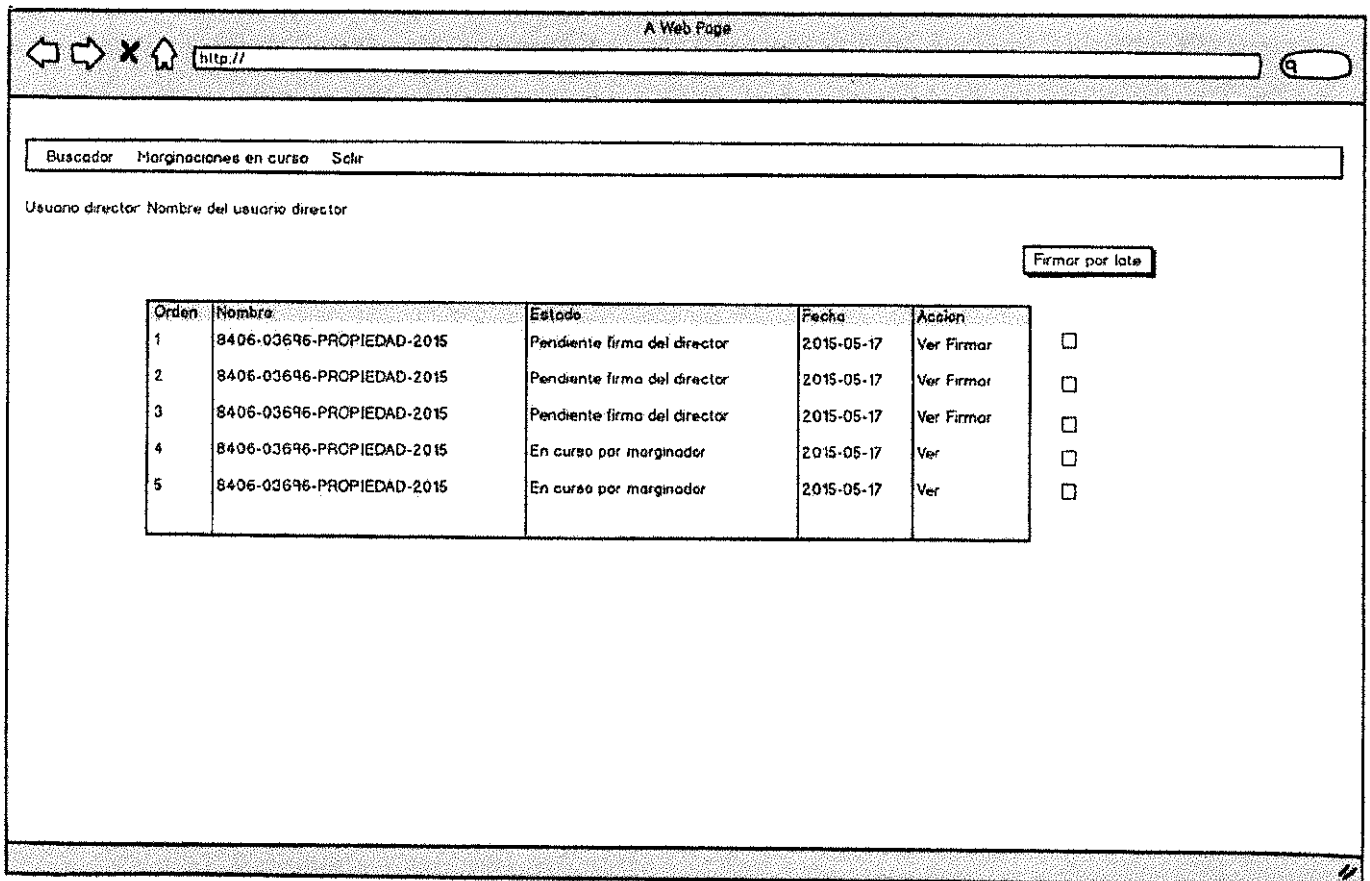 A Web Page
http://
Buscador Marginaciones en curso Salir
Usuario director Nombre del usuario director
Firmar por lote
Orden Nombre Estado Fecha Accion
1 8406-03696-PROPIEDAD-2015 Pendiente firma del director 2015-05-17 Ver Firmar
2 8406-03696-PROPIEDAD-2015 Pendiente firma del director 2015-05-17 Ver Firmar
3 8406-03696-PROPIEDAD-2015 Pendiente firma del director 2015-05-17 Ver Firmar
4 8406-03696-PROPIEDAD-2015 En curso por marginador 2015-05-17 Ver
5 8406-03696-PROPIEDAD-2015 En curso por marginador 2015-05-17 Ver